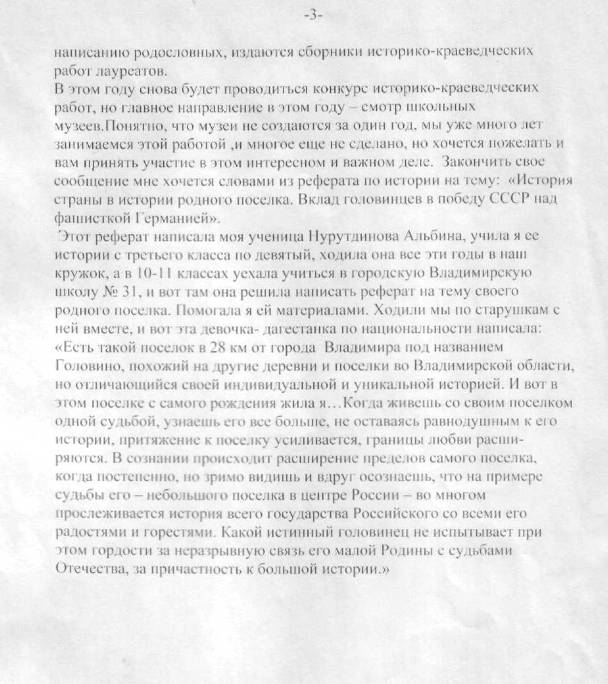 -3-
написанию родословных, издаются сборники историко-краеведческих
работ лауреатов.
В этом году снова будет проводиться конкурс историко-краеведческих
работ, но главное направление в этом году – смотр школьных
музеев.Понятно, что музеи не создаются за один год, мы уже много лет
занимаемся этой работой ,и многое еще не сделано, но хочется пожелать и
вам принять участие в этом интересном и важном деле.  Закончить свое
сообщение мне хочется словами из реферата по истории на тему:  «История
страны в истории родного поселка. Вклад головинцев в победу СССР над
фашисткой Германией».
Этот реферат написала моя ученица Нурутдинова Альбина, учила я ее
истории с третьего класса по девятый, ходила она все эти годы в наш
кружок, а в 10-11 классах уехала учиться в городскую Владимирскую
школу № 31, и вот там она решила написать реферат на тему своего
родного поселка. Помогала я ей материалами. Ходили мы по старушкам с
ней вместе, и вот эта девочка- дагестанка по национальности написала:
«Есть такой поселок в 28 км от города  Владимира под названием
Головино, похожий на другие деревни и поселки во Владимирской области,
но отличающийся своей индивидуальной и уникальной историей. И вот в
этом поселке с самого рождения жила я…Когда живешь со своим поселком
одной судьбой, узнаешь его все больше, не оставаясь равнодушным к его
истории, притяжение к поселку усиливается, границы любви расши-
ряются. В сознании происходит расширение пределов самого поселка,
когда постепенно, но зримо видишь и вдруг осознаешь, что на примере
судьбы его – небольшого поселка в центре России – во многом
прослеживается история всего государства Российского со всеми его
радостями и горестями. Какой истинный головинец не испытывает при
этом гордости за неразрывную связь его малой Родины с судьбами
Отечества, за причастность к большой истории.»